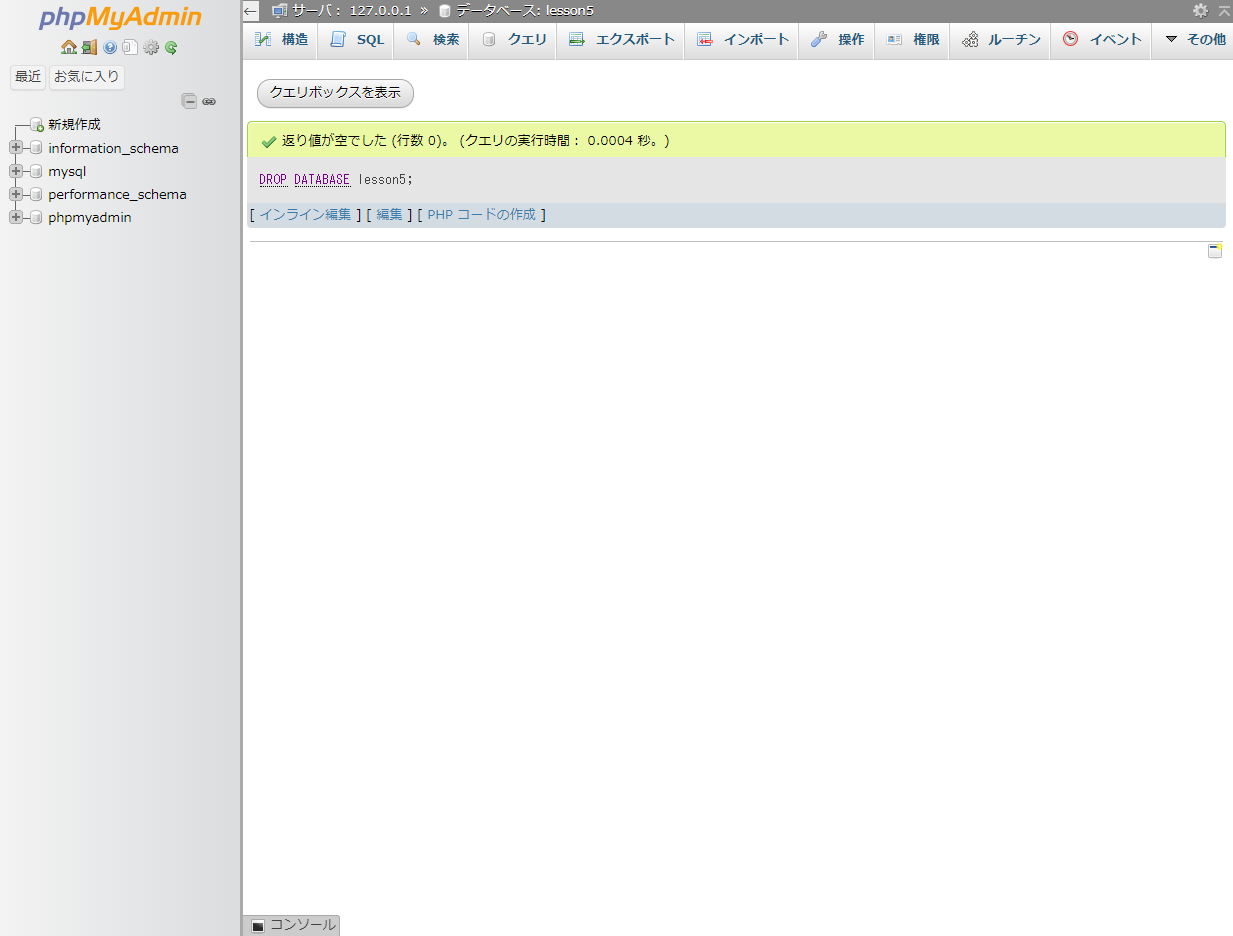 phpMyAdmin
最近 お気に入り
新規作成
information_schema
mysql
performance_schema
phpmyadmin
サーバ: 127.0.0.1 » データベース: lesson5
構造 SQL 検索 クエリ エクスポート インポート 操作 権限 ルーチン イベント その他
クエリボックスを表示
返り値が空でした (行数 0)。 (クエリの実行時間: 0.0004 秒。)
DROP DATABASE lesson5;
[ インライン編集 ] [ 編集 ] [ PHP コードの作成 ]
コンソール